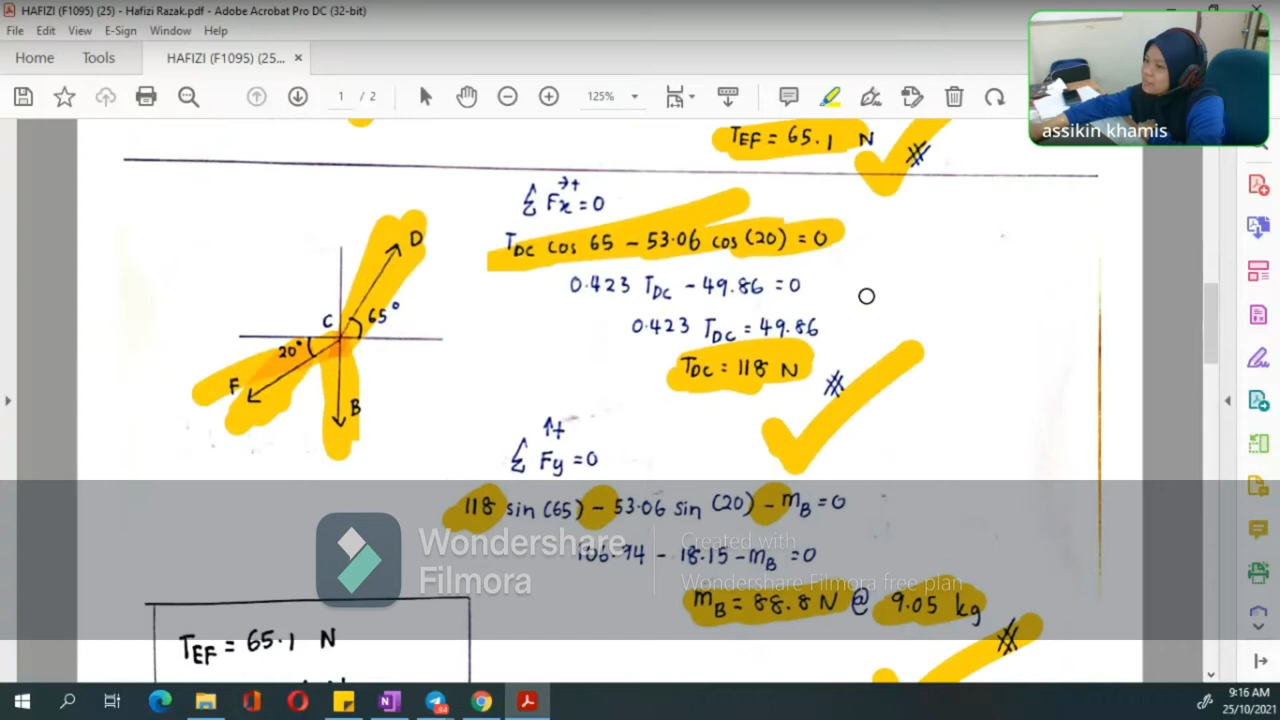 HAFIZI (F1095) (25) - Hafizi Razak.pdf - Adobe Acrobat Pro DC (32-bit)
File Edit View E-Sign Window Help
Home Tools HAFIZI (F1095) (25... ×
1 / 2 125%
assikin khamis
TEF = 65.1 N
→+
Σ Fx = 0
TDC cos 65 - 53.06 cos (20) = 0
0.423 TDC - 49.86 = 0
0.423 TDC = 49.86
TDC = 118 N
D
C 65°
20°
F
B
↑+
Σ Fy = 0
118 sin (65) - 53.06 sin (20) - mB = 0
106.94 - 18.15 - mB = 0
mB = 88.8 N @ 9.05 kg
Wondershare
Filmora
Created with
Wondershare Filmora free plan
TEF = 65.1 N
9:16 AM
25/10/2021